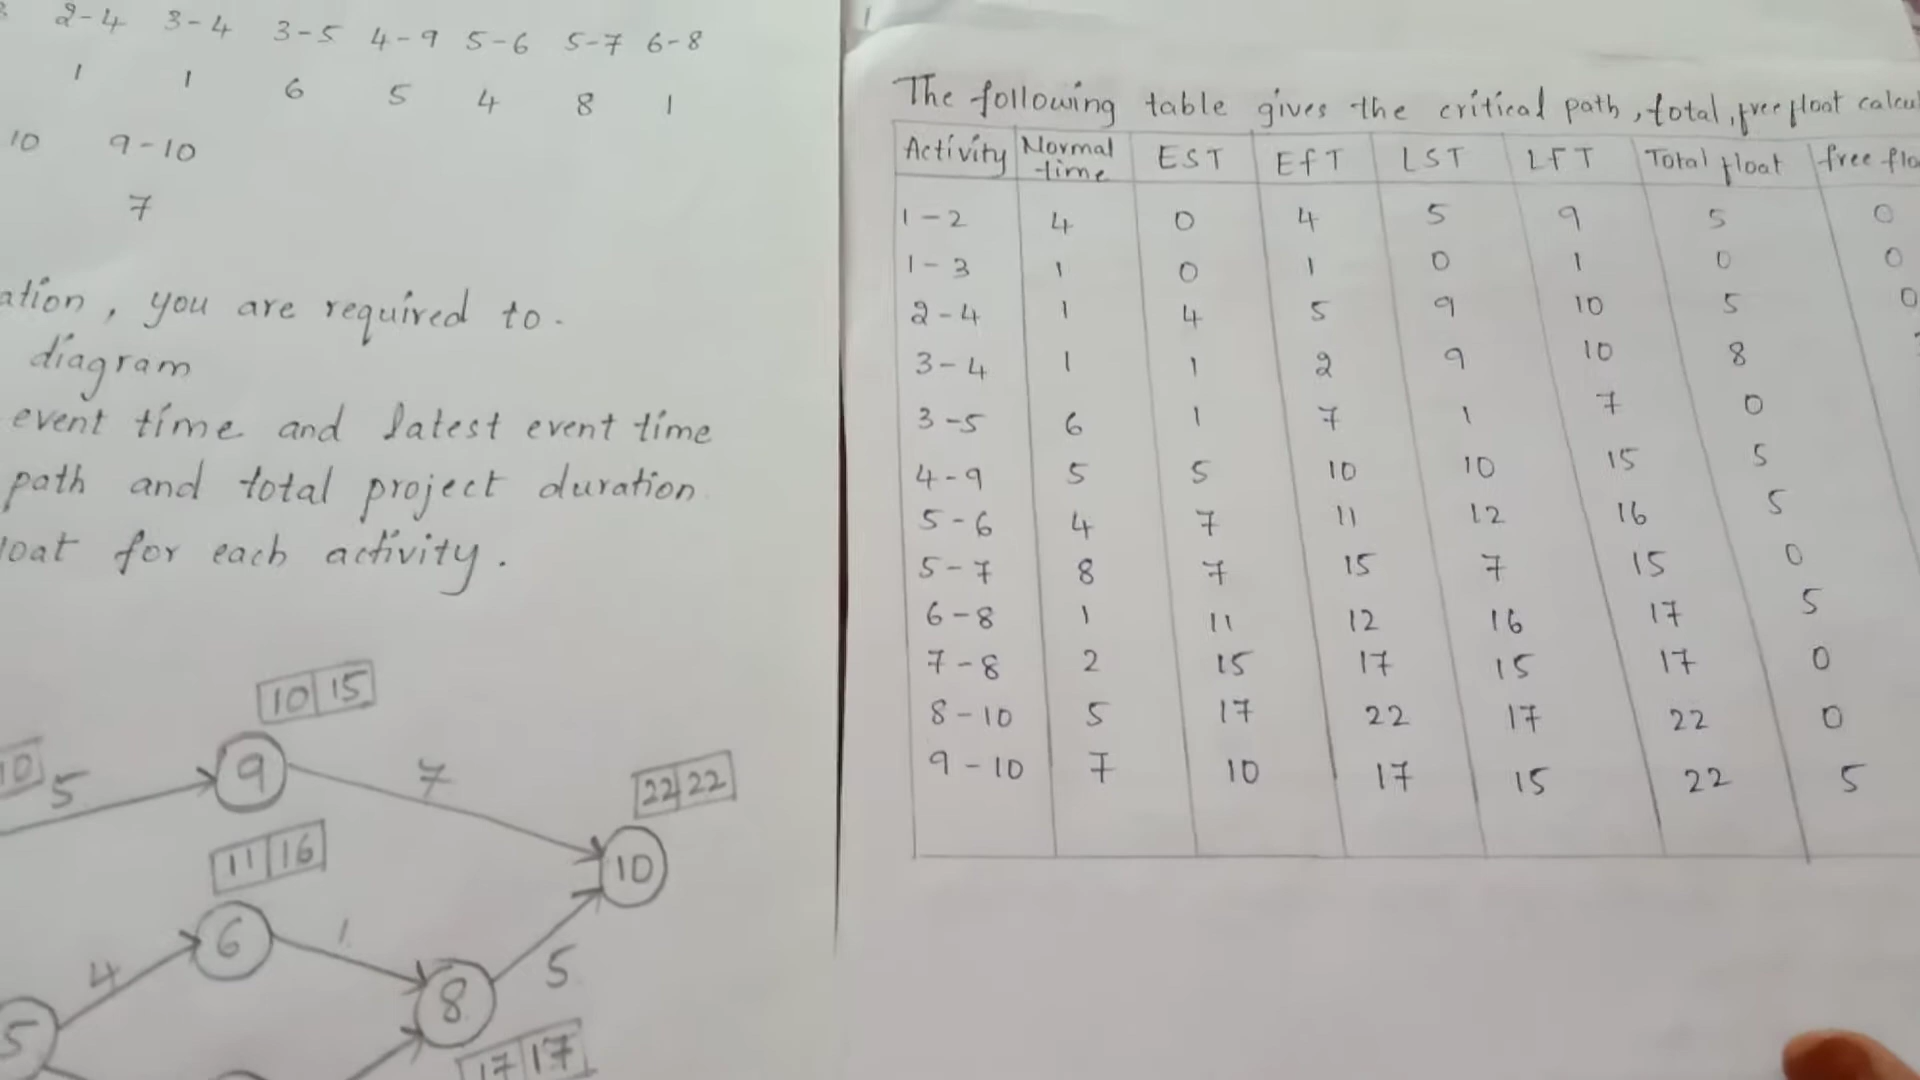 2-4 3-4 3-5 4-9 5-6 5-7 6-8
1 1 6 5 4 8 1
10 9-10
7
you are required to.
diagram
event time and latest event time
path and total project duration
for each activity.
10 15
10 5 9 7
22 22
11 16
10
6 1
4 5
8
5
17 17
The following table gives the critical path, total, free float
Activity Normal time EST EFT LST LFT Total float free
1-2 4 0 4 5 9 5 0
1-3 1 0 1 0 1 0 0
2-4 1 4 5 9 10 5 0
3-4 1 1 2 9 10 8
3-5 6 1 7 1 7 0
4-9 5 5 10 10 15 5
5-6 4 7 11 12 16 5
5-7 8 7 15 7 15 0
6-8 1 11 12 16 17 5
7-8 2 15 17 15 17 0
8-10 5 17 22 17 22 0
9-10 7 10 17 15 22 5